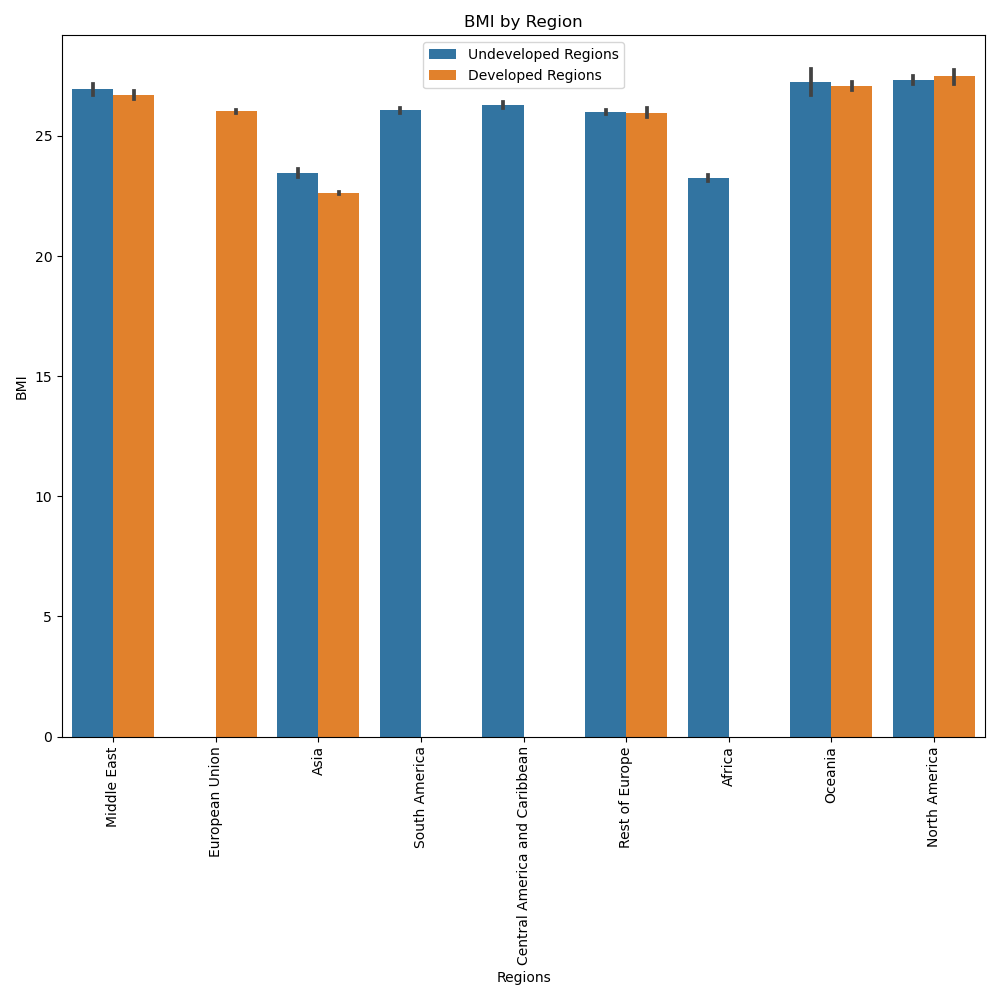 BMI by Region
Undeveloped Regions
Developed Regions
BMI
25
20
15
10
5
0
Middle East
European Union
Asia
South America
Central America and Caribbean
Rest of Europe
Africa
Oceania
North America
Regions